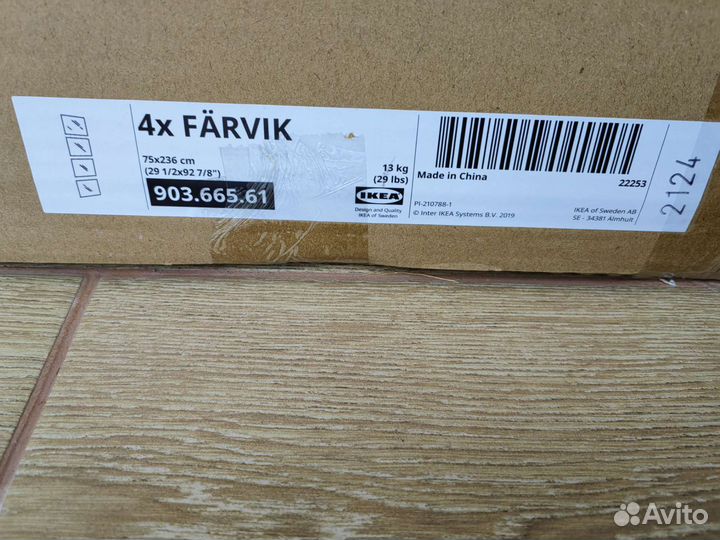 4x FÄRVIK
75x236 cm
(29 1/2x92 7/8")
903.665.61
13 kg
(29 lbs)
IKEA
Design and Quality
IKEA of Sweden
Made in China
22253
PI-210788-1
© Inter IKEA Systems B.V. 2019
IKEA of Sweden AB
SE - 34381 Älmhult
2124
Avito